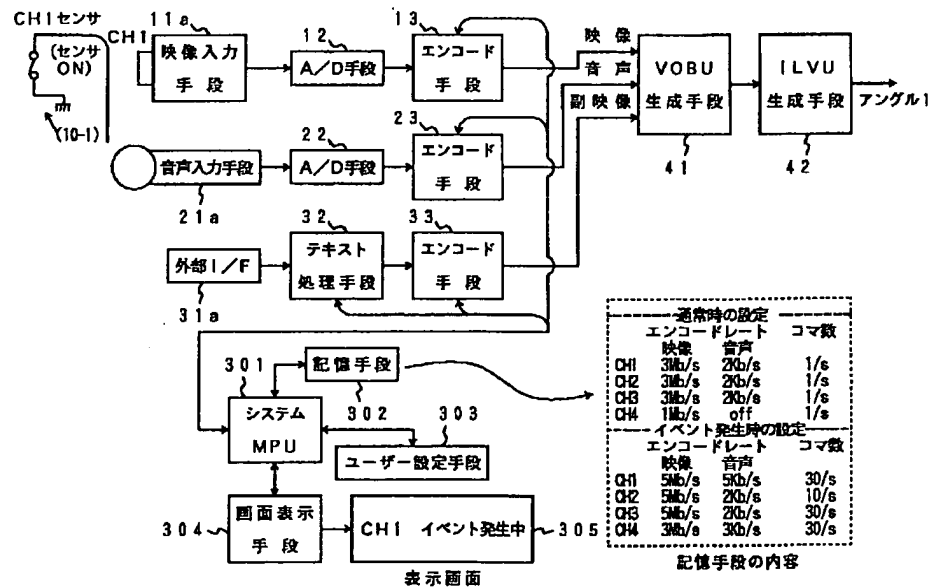 CH1センサ
(センサ
ON)
(10-1)
11a
CH1
映像入力
手段
12
A/D手段
13
エンコード
手段
映像
音声
副映像
VOBU
生成手段
41
ILVU
生成手段
42
アングル1
音声入力手段
21a
22
A/D手段
23
エンコード
手段
外部I/F
31a
32
テキスト
処理手段
33
エンコード
手段
301
システム
MPU
記憶手段
302
303
ユーザー設定手段
304
画面表示
手段
CH1 イベント発生中
305
表示画面
通常時の設定
エンコードレート コマ数
映像 音声
CH1 3Mb/s 2Kb/s 1/s
CH2 3Mb/s 2Kb/s 1/s
CH3 3Mb/s 2Kb/s 1/s
CH4 1Mb/s off 1/s
イベント発生時の設定
エンコードレート コマ数
映像 音声
CH1 5Mb/s 5Kb/s 30/s
CH2 5Mb/s 2Kb/s 10/s
CH3 5Mb/s 2Kb/s 30/s
CH4 3Mb/s 3Kb/s 30/s
記憶手段の内容